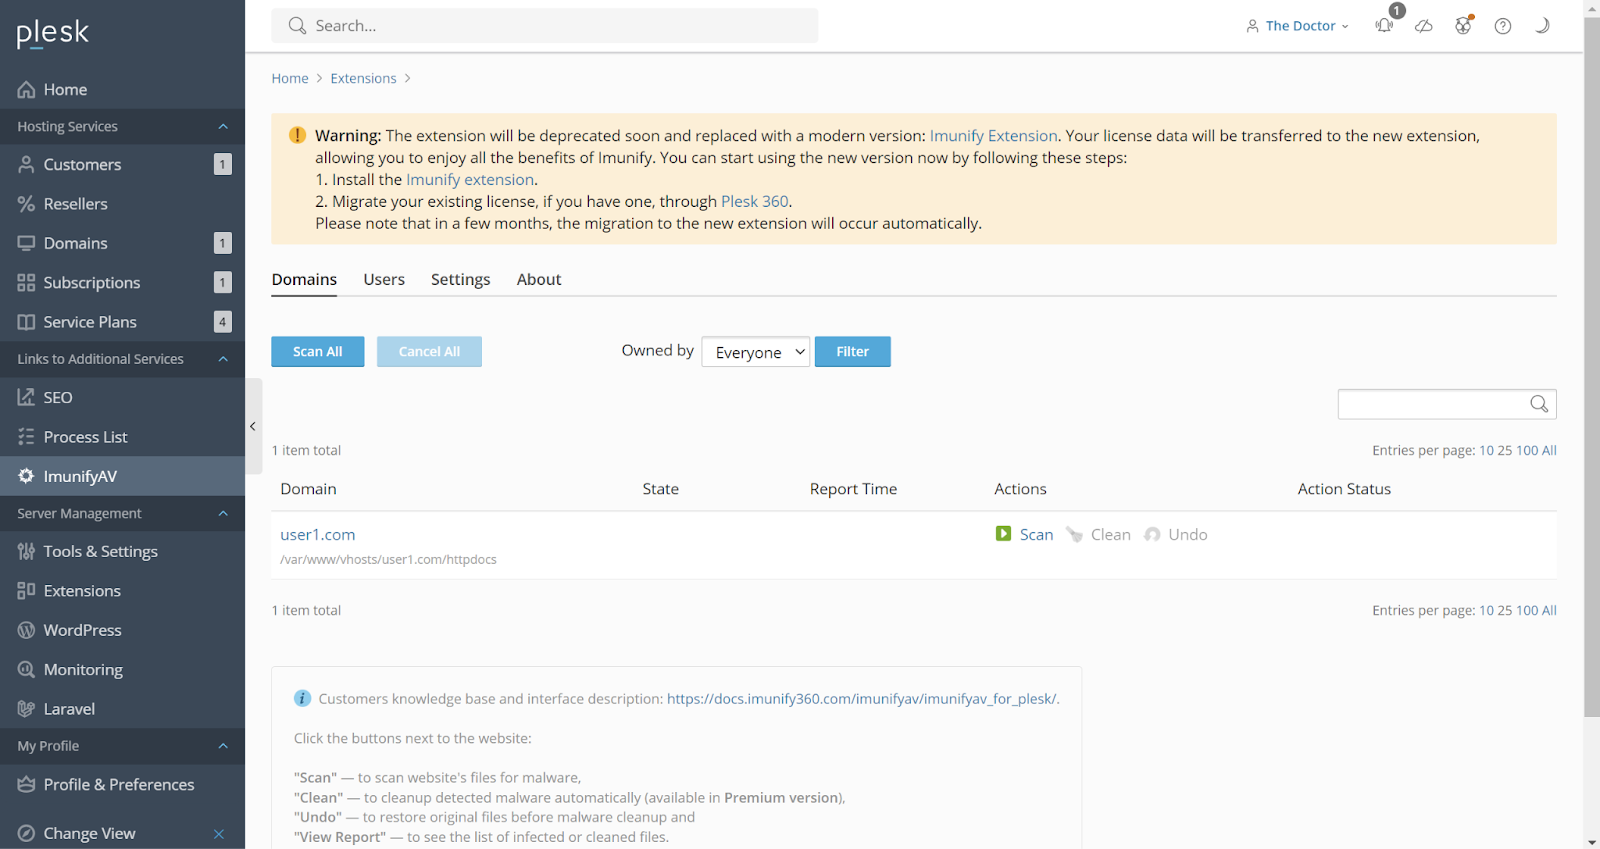 plesk
Search...
The Doctor
1
Home
Hosting Services
Customers 1
Resellers
Domains 1
Subscriptions 1
Service Plans 4
Links to Additional Services
SEO
Process List
ImunifyAV
Server Management
Tools & Settings
Extensions
WordPress
Monitoring
Laravel
My Profile
Profile & Preferences
Change View
Home > Extensions >
Warning: The extension will be deprecated soon and replaced with a modern version: Imunify Extension. Your license data will be transferred to the new extension,
allowing you to enjoy all the benefits of Imunify. You can start using the new version now by following these steps:
1. Install the Imunify extension.
2. Migrate your existing license, if you have one, through Plesk 360.
Please note that in a few months, the migration to the new extension will occur automatically.
Domains Users Settings About
Scan All Cancel All Owned by Everyone Filter
1 item total Entries per page: 10 25 100 All
Domain State Report Time Actions Action Status
user1.com Scan Clean Undo
/var/www/vhosts/user1.com/httpdocs
1 item total Entries per page: 10 25 100 All
Customers knowledge base and interface description: https://docs.imunify360.com/imunifyav/imunifyav_for_plesk/.
Click the buttons next to the website:
"Scan" — to scan website's files for malware,
"Clean" — to cleanup detected malware automatically (available in Premium version),
"Undo" — to restore original files before malware cleanup and
"View Report" — to see the list of infected or cleaned files.